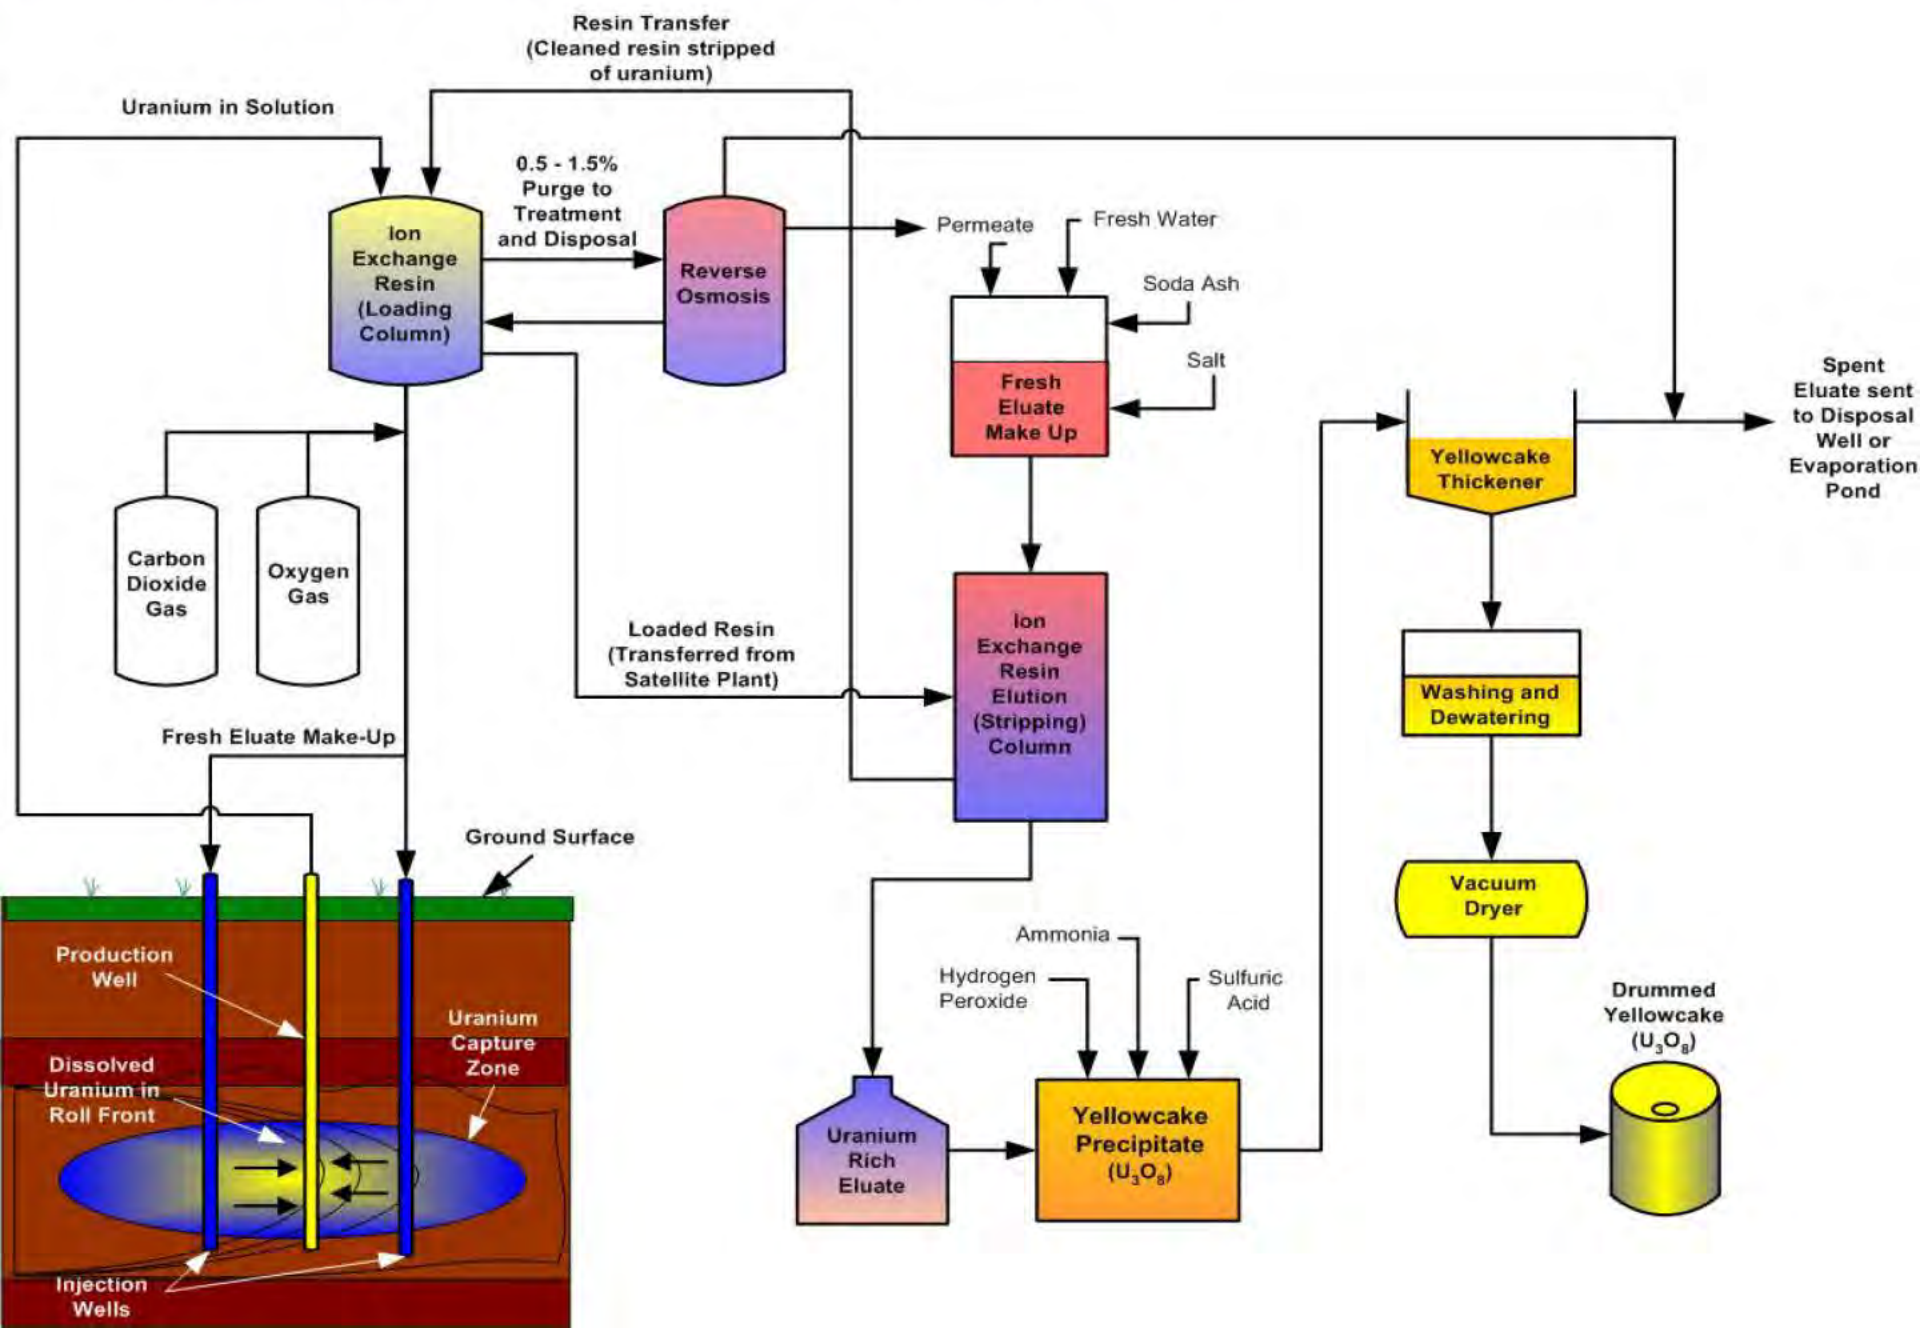 Resin Transfer
(Cleaned resin stripped
of uranium)
Uranium in Solution
0.5 - 1.5%
Purge to
Treatment
and Disposal
Ion
Exchange
Resin
(Loading
Column)
Reverse
Osmosis
Permeate
Fresh Water
Soda Ash
Salt
Fresh
Eluate
Make Up
Spent
Eluate sent
to Disposal
Well or
Evaporation
Pond
Yellowcake
Thickener
Carbon
Dioxide
Gas
Oxygen
Gas
Loaded Resin
(Transferred from
Satellite Plant)
Ion
Exchange
Resin
Elution
(Stripping)
Column
Washing and
Dewatering
Fresh Eluate Make-Up
Ground Surface
Vacuum
Dryer
Production
Well
Uranium
Capture
Zone
Dissolved
Uranium in
Roll Front
Injection
Wells
Ammonia
Hydrogen
Peroxide
Sulfuric
Acid
Uranium
Rich
Eluate
Yellowcake
Precipitate
(U₃O₈)
Drummed
Yellowcake
(U₃O₈)